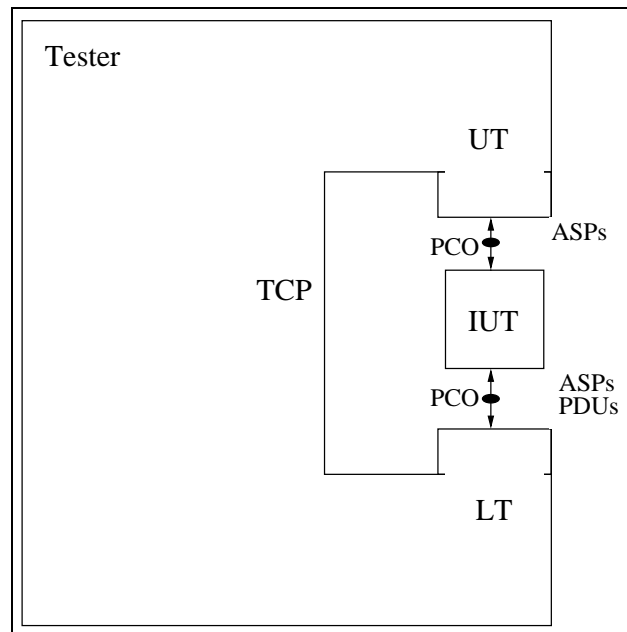 Tester
UT
ASPs
PCO
TCP
IUT
ASPs
PCO
PDUs
LT